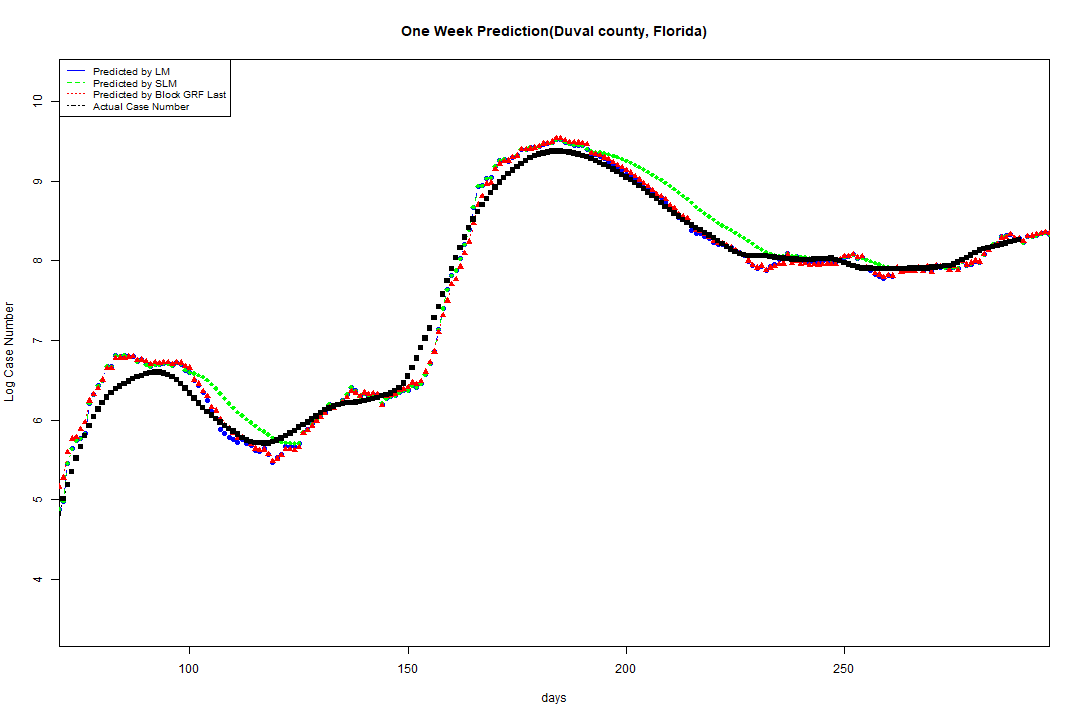 One Week Prediction(Duval county, Florida)
Predicted by LM
Predicted by SLM
Predicted by Block GRF Last
Actual Case Number
10
9
8
7
6
5
4
Log Case Number
100
150
200
250
days